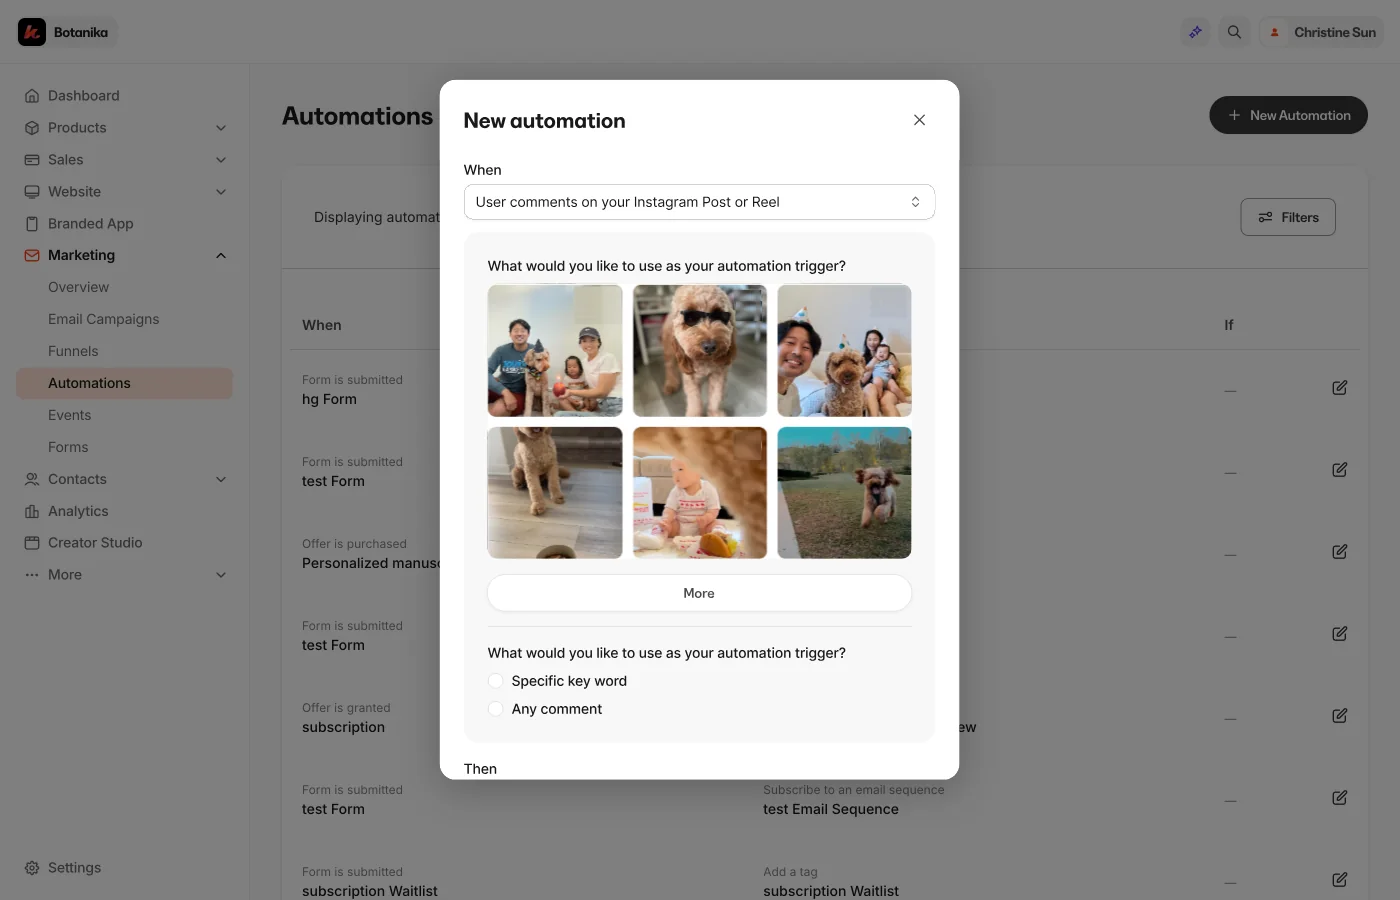 Botanika
Christine Sun
Dashboard
Products
Sales
Website
Branded App
Marketing
Overview
Email Campaigns
Funnels
Automations
Events
Forms
Contacts
Analytics
Creator Studio
More
Settings
Automations
New Automation
Displaying automat
Filters
When
If
Form is submitted
hg Form
—
Form is submitted
test Form
—
Offer is purchased
Personalized manusc
—
Form is submitted
test Form
—
Offer is granted
subscription
ew
—
Form is submitted
Subscribe to an email sequence
test Form
test Email Sequence
—
Form is submitted
Add a tag
subscription Waitlist
subscription Waitlist
—
New automation
When
User comments on your Instagram Post or Reel
What would you like to use as your automation trigger?
More
What would you like to use as your automation trigger?
Specific key word
Any comment
Then